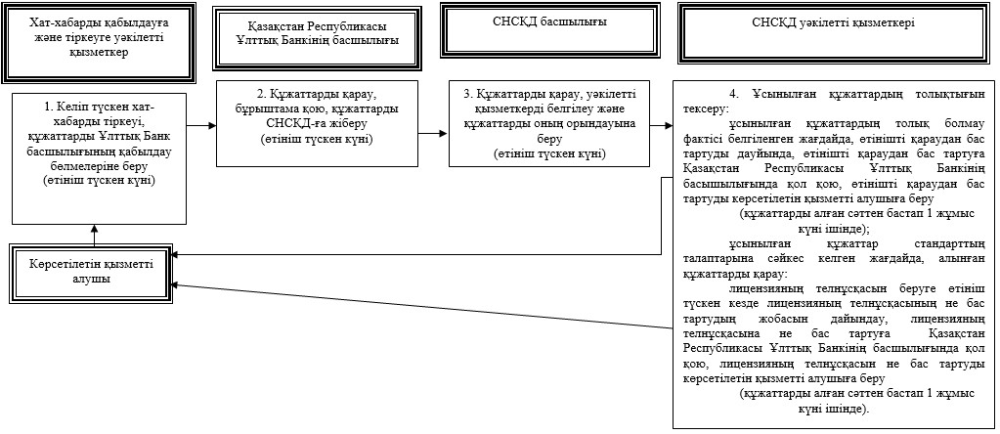 Хат-хабарды қабылдауға
және тіркеуге уәкілетті
қызметкер
Қазақстан Республикасы
Ұлттық Банкінің басшылығы
СНСҚД басшылығы
СНСҚД уәкілетті қызметкері
1. Келіп түскен хат-
хабарды тіркеуі,
құжаттарды Ұлттық Банк
басшылығының қабылдау
бөлмелеріне беру
(өтініш түскен күні)
2. Құжаттарды қарау,
бұрыштама қою, құжаттарды
СНСҚД-ға жіберу
(өтініш түскен күні)
3. Құжаттарды қарау, уәкілетті
қызметкерді белгілеу және
құжаттарды оның орындауына
беру
(өтініш түскен күні)
4. Ұсынылған құжаттардың толықтығын
тексеру:
ұсынылған құжаттардың толық болмау
фактісі белгіленген жағдайда, өтінішті қараудан бас
тартуды дауйында, өтінішті қараудан бас тартуға
Қазақстан Республикасы Ұлттық Банкінің
басышылығында қол қою, өтінішті қараудан бас
тартуды көрсетілетін қызметті алушыға беру
(құжаттарды алған сәттен бастап 1 жұмыс
күні ішінде);
ұсынылған құжаттар стандарттың
талаптарына сәйкес келген жағдайда, алынған
құжаттарды қарау:
лицензияның телнұсқасын беруге өтініш
түскен кезде лицензияның телнұсқасының не бас
тартудың жобасын дайындау, лицензияның
телнұсқасына не бас тартуға Қазақстан
Республикасы Ұлттық Банкінің басшылығында қол
қою, лицензияның телнұсқасын не бас тартуды
көрсетілетін қызметті алушыға беру
(құжаттарды алған сәттен бастап 1 жұмыс
күні ішінде).
Көрсетілетін қызметті
алушы